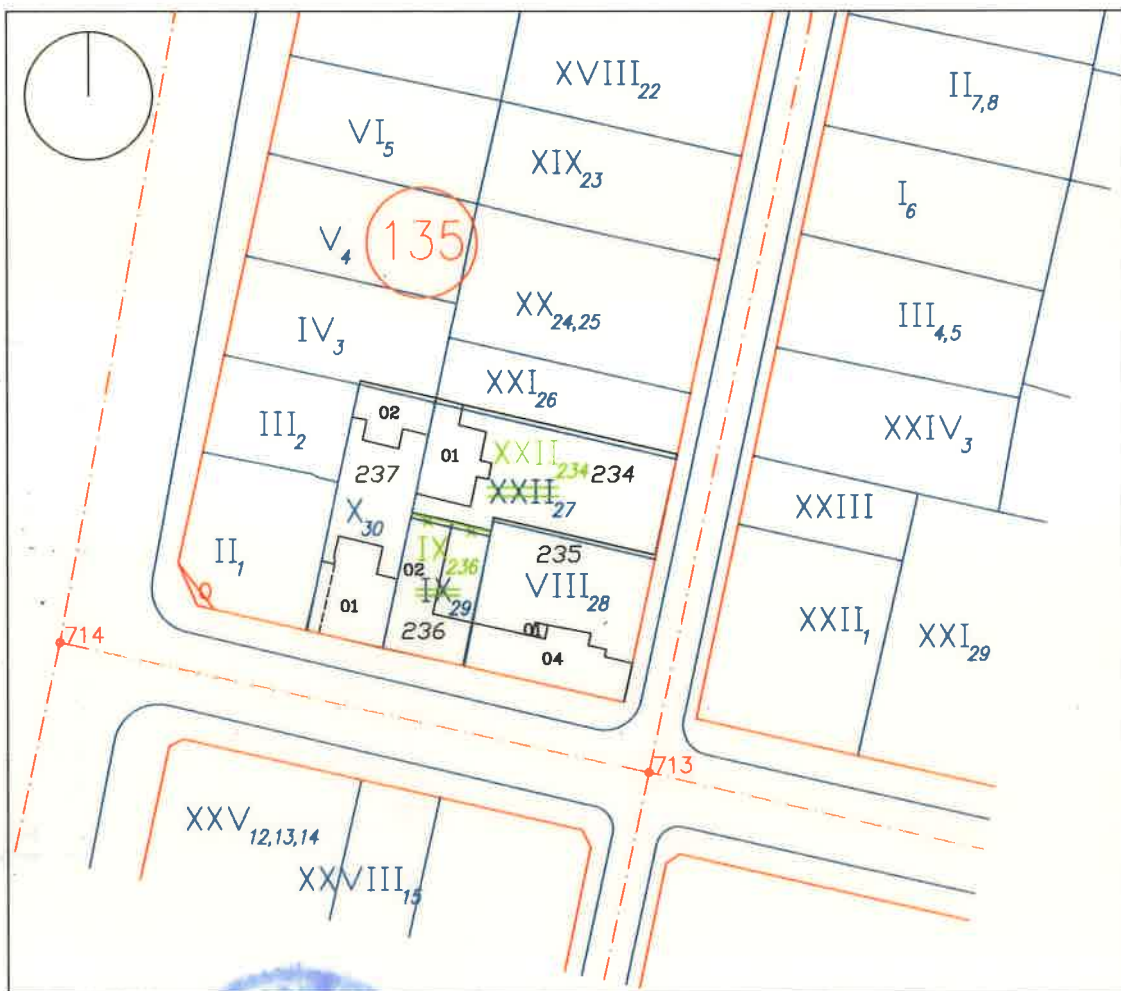 XVIII22
II7,8
VI5
XIX23
I6
V4
135
XX24,25
III4,5
IV3
XXI26
XXIV3
02
III2
01
XXII234
234
237
XXII27
XXIII
X30
235
II1
IX236
VIII28
02
IX29
01
XXII1
236
01
XXI29
04
714
713
XXV12,13,14
XXVIII15